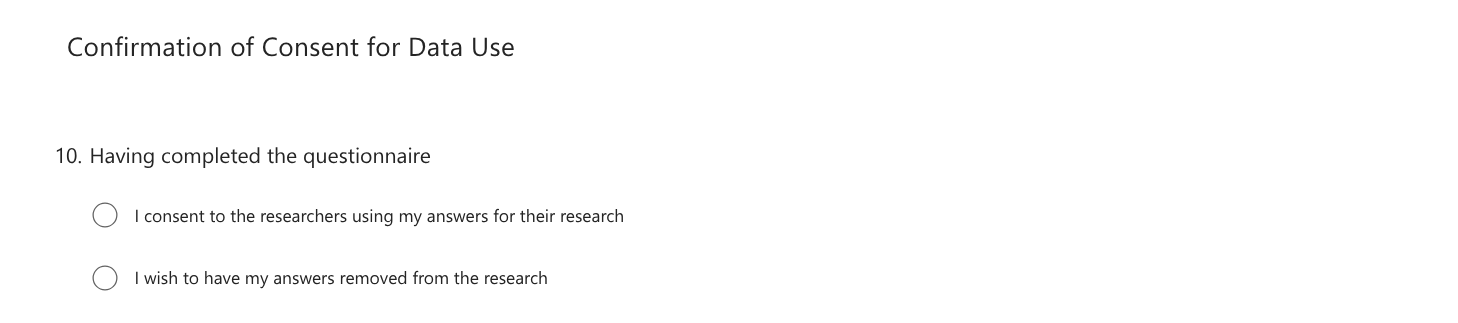 Confirmation of Consent for Data Use
10. Having completed the questionnaire
I consent to the researchers using my answers for their research
I wish to have my answers removed from the research